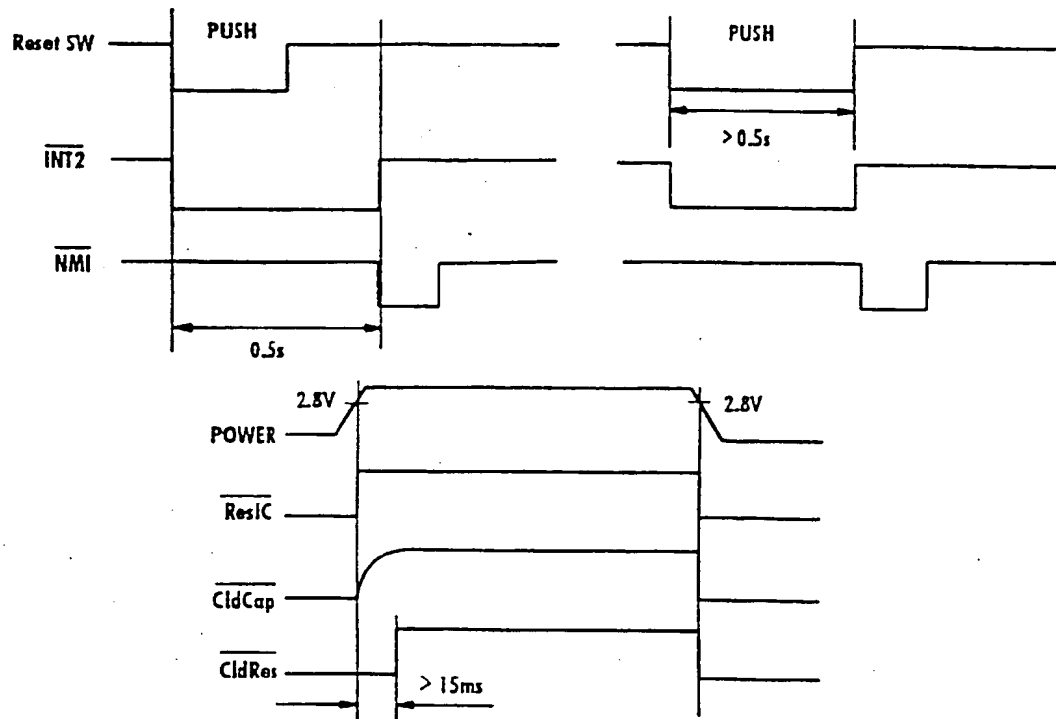 Reset SW PUSH PUSH
> 0.5s
INT2
NMI
0.5s
2.8V 2.8V
POWER
ResIC
CldCap
CldRes
> 15ms